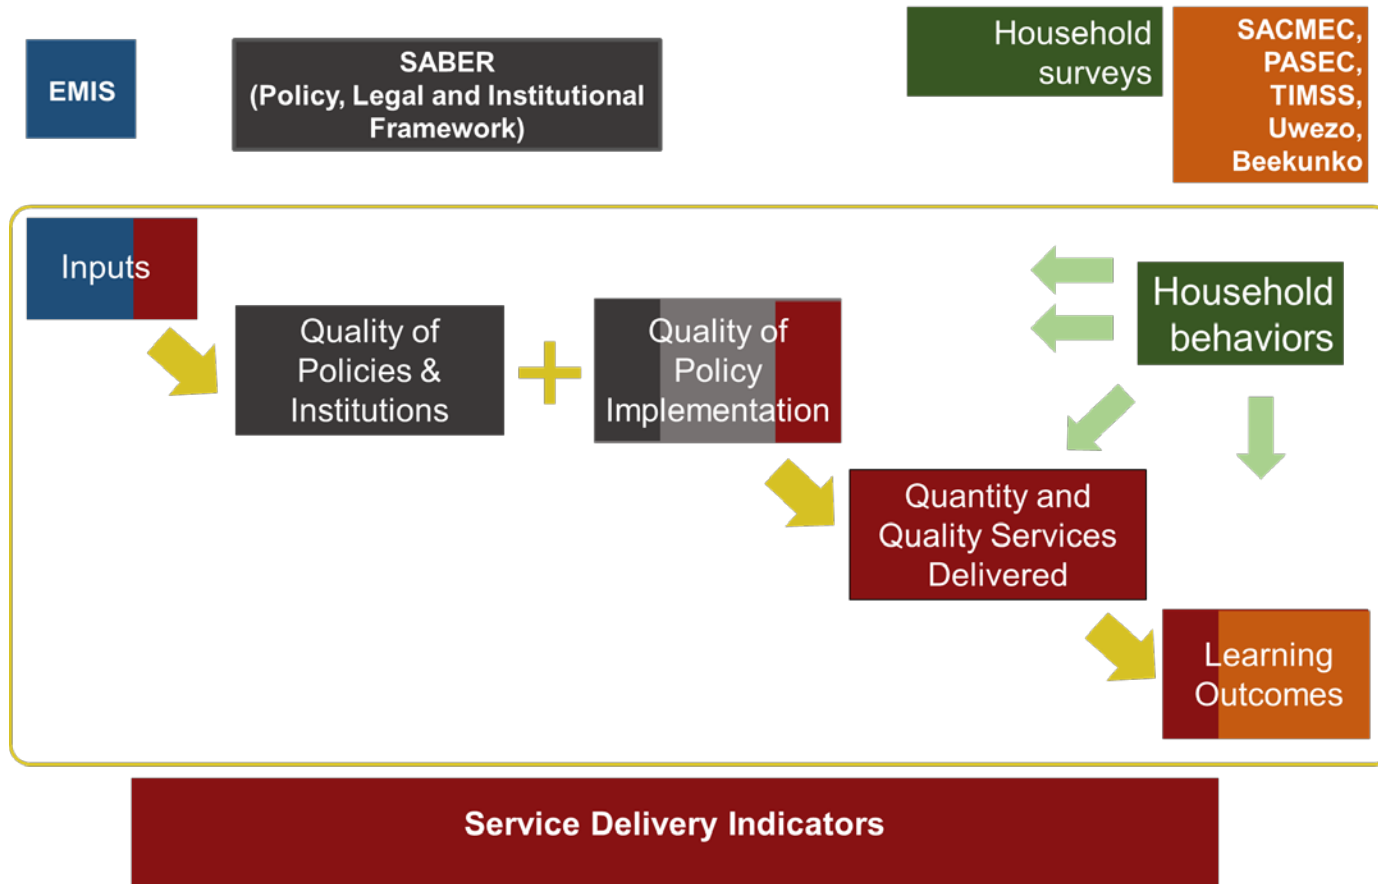 EMIS
SABER
(Policy, Legal and Institutional
Framework)
Household
surveys
SACMEC,
PASEC,
TIMSS,
Uwezo,
Beekunko
Inputs
Quality of
Policies &
Institutions
Quality of
Policy
Implementation
Household
behaviors
Quantity and
Quality Services
Delivered
Learning
Outcomes
Service Delivery Indicators